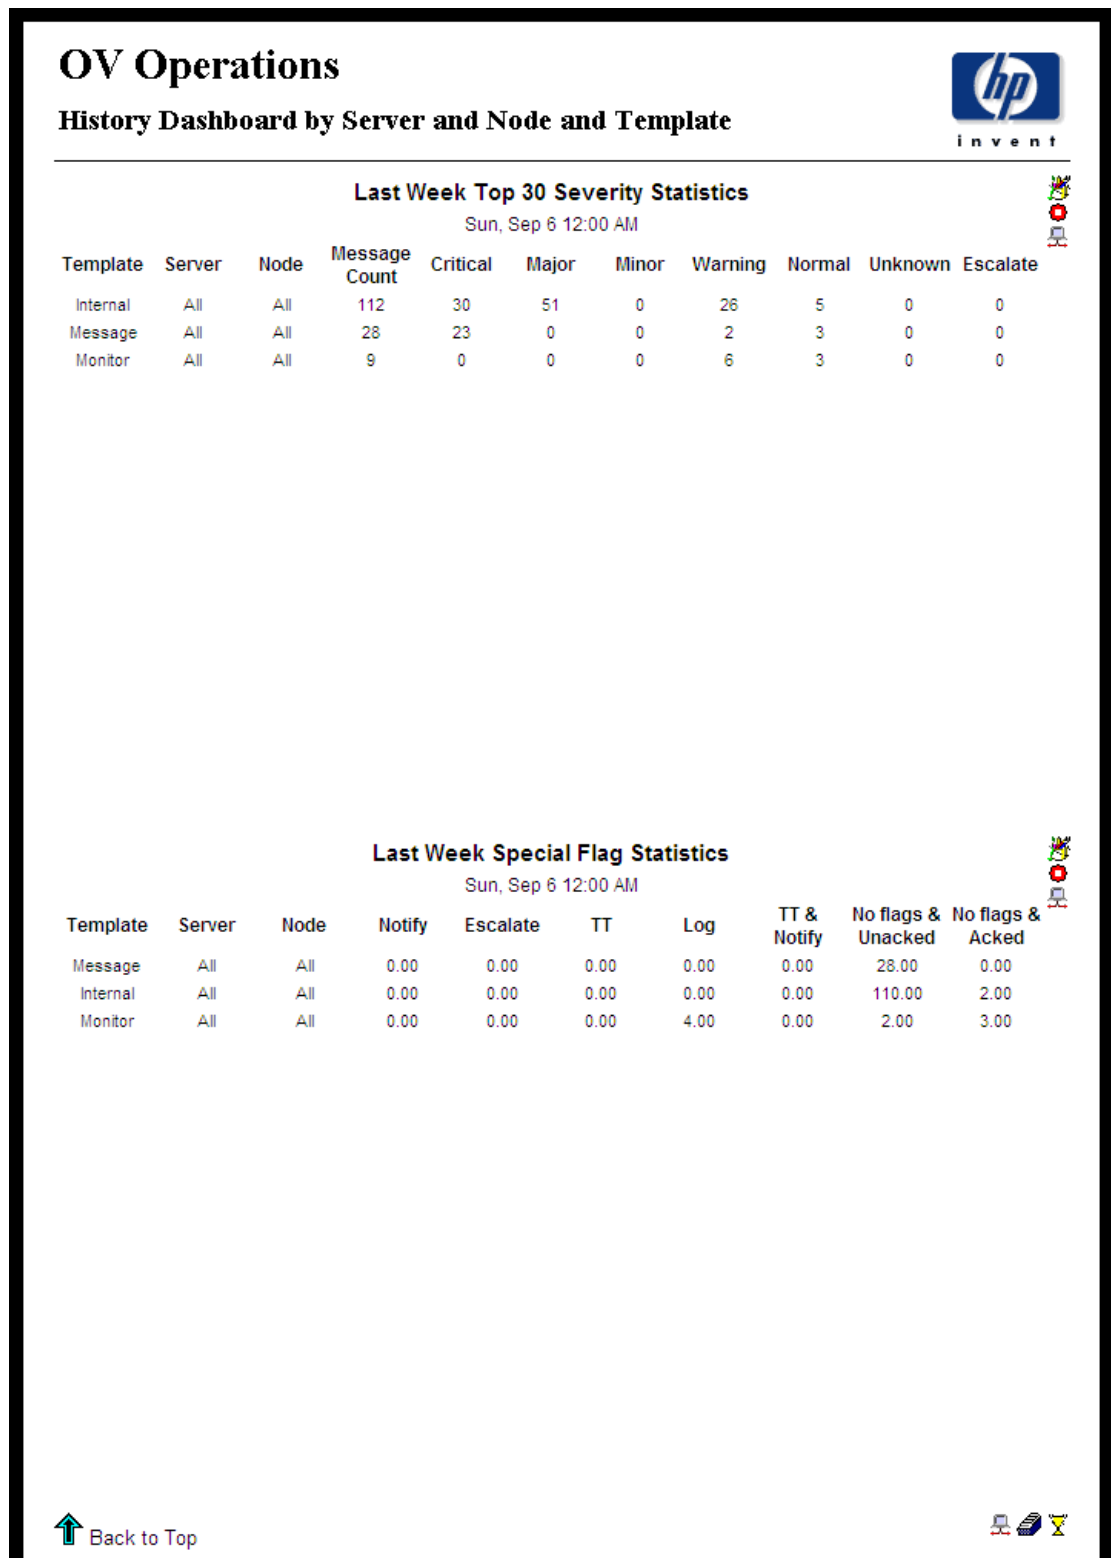 OV Operations
History Dashboard by Server and Node and Template
hp
invent
Last Week Top 30 Severity Statistics
Sun, Sep 6 12:00 AM
Template Server Node Message Count Critical Major Minor Warning Normal Unknown Escalate
Internal All All 112 30 51 0 26 5 0 0
Message All All 28 23 0 0 2 3 0 0
Monitor All All 9 0 0 0 6 3 0 0
Last Week Special Flag Statistics
Sun, Sep 6 12:00 AM
Template Server Node Notify Escalate TT Log TT & Notify No flags & Unacked No flags & Acked
Message All All 0.00 0.00 0.00 0.00 0.00 28.00 0.00
Internal All All 0.00 0.00 0.00 0.00 0.00 110.00 2.00
Monitor All All 0.00 0.00 0.00 4.00 0.00 2.00 3.00
Back to Top